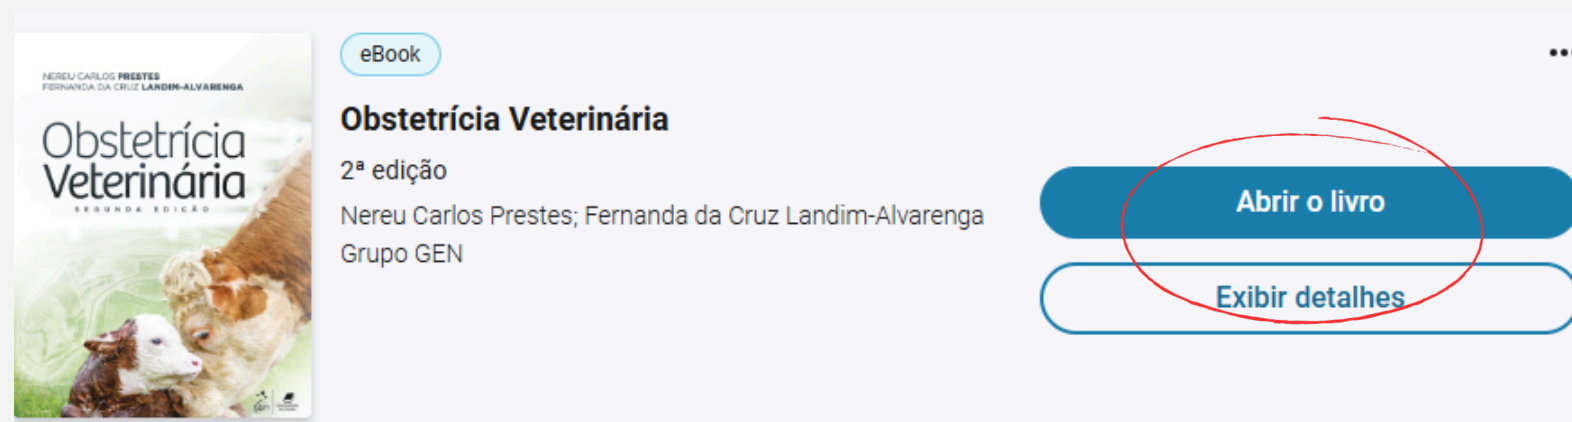 NEREU CARLOS PRESTES
FERNANDA DA CRUZ LANDIM-ALVARENGA
Obstetrícia
Veterinária
SEGUNDA EDIÇÃO
eBook
Obstetrícia Veterinária
2ª edição
Nereu Carlos Prestes; Fernanda da Cruz Landim-Alvarenga
Grupo GEN
Abrir o livro
Exibir detalhes